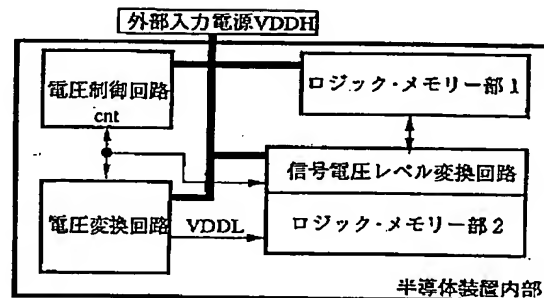 外部入力電源VDDH
電圧制御回路
cnt
ロジック・メモリー部1
信号電圧レベル変換回路
電圧変換回路
VDDL
ロジック・メモリー部2
半導体装置内部